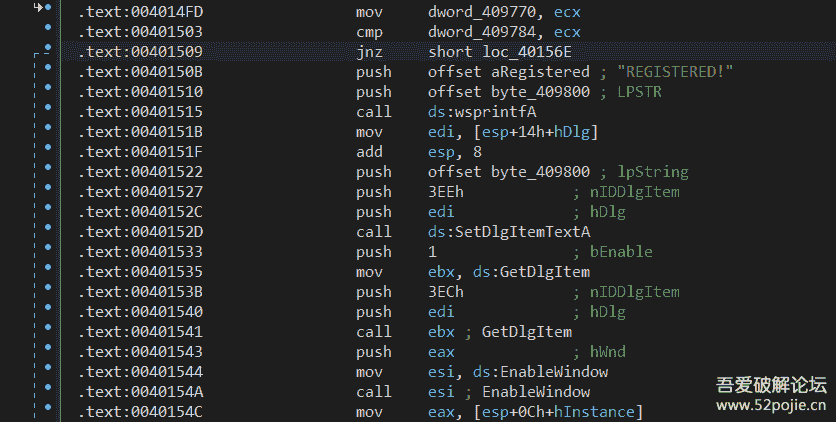 .text:004014FD mov dword_409770, ecx
.text:00401503 cmp dword_409784, ecx
.text:00401509 jnz short loc_40156E
.text:0040150B push offset aRegistered ; "REGISTERED!"
.text:00401510 push offset byte_409800 ; LPSTR
.text:00401515 call ds:wsprintfA
.text:0040151B mov edi, [esp+14h+hDlg]
.text:0040151F add esp, 8
.text:00401522 push offset byte_409800 ; lpString
.text:00401527 push 3EEh ; nIDDlgItem
.text:0040152C push edi ; hDlg
.text:0040152D call ds:SetDlgItemTextA
.text:00401533 push 1 ; bEnable
.text:00401535 mov ebx, ds:GetDlgItem
.text:0040153B push 3ECh ; nIDDlgItem
.text:00401540 push edi ; hDlg
.text:00401541 call ebx ; GetDlgItem
.text:00401543 push eax ; hWnd
.text:00401544 mov esi, ds:EnableWindow
.text:0040154A call esi ; EnableWindow
.text:0040154C mov eax, [esp+0Ch+hInstance]
吾爱破解论坛
www.52pojie.cn